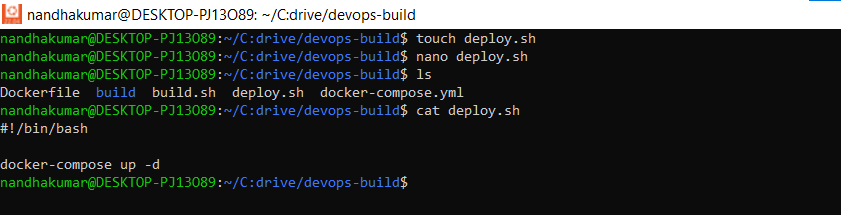 nandhakumar@DESKTOP-PJ13O89: ~/C:drive/devops-build
nandhakumar@DESKTOP-PJ13O89:~/C:drive/devops-build$ touch deploy.sh
nandhakumar@DESKTOP-PJ13O89:~/C:drive/devops-build$ nano deploy.sh
nandhakumar@DESKTOP-PJ13O89:~/C:drive/devops-build$ ls
Dockerfile  build  build.sh  deploy.sh  docker-compose.yml
nandhakumar@DESKTOP-PJ13O89:~/C:drive/devops-build$ cat deploy.sh
#!/bin/bash
docker-compose up -d
nandhakumar@DESKTOP-PJ13O89:~/C:drive/devops-build$